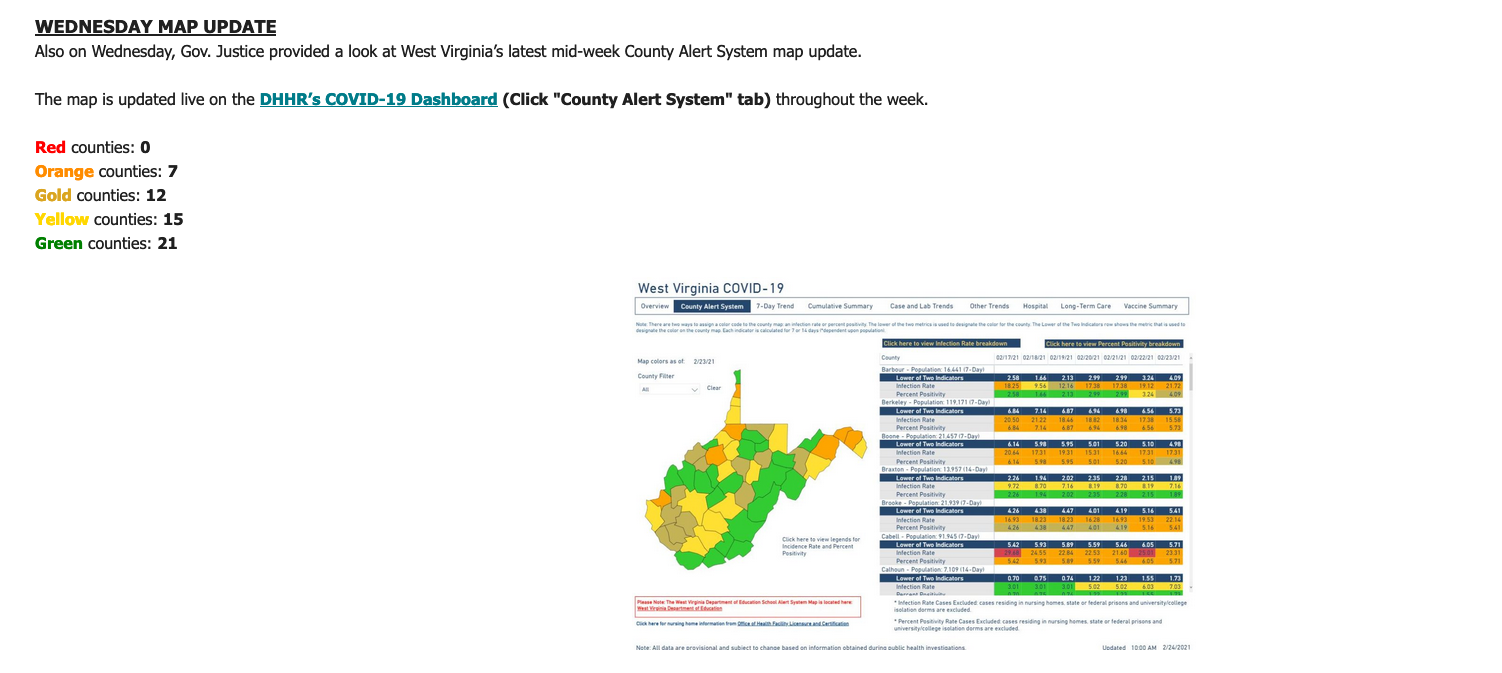 WEDNESDAY MAP UPDATE
Also on Wednesday, Gov. Justice provided a look at West Virginia’s latest mid-week County Alert System map update.
The map is updated live on the DHHR’s COVID-19 Dashboard (Click "County Alert System" tab) throughout the week.
Red counties: 0
Orange counties: 7
Gold counties: 12
Yellow counties: 15
Green counties: 21
West Virginia COVID-19
Overview County Alert System 7-Day Trend Cumulative Summary Case and Lab Trends Other Trends Hospital Long-Term Care Vaccine Summary
Note: There are two ways to assign a color code to the county map an infection rate or percent positivity. The lower of the two metrics is used to designate the color for the county. The Lower of the Two Indicators row shows the metric that is used to
designate the color on the county map. Each indicator is calculated for 7 or 14 days (*dependent upon population).
Click here to view Infection Rate breakdown Click here to view Percent Positivity breakdown
Map colors as of: 2/23/21
County Filter
All Clear
County 02/17/21 02/18/21 02/19/21 02/20/21 02/21/21 02/22/21 02/23/21
Barbour - Population: 16,441 (7-Day)
Lower of Two Indicators 2.58 1.66 2.13 2.99 2.99 3.24 4.09
Infection Rate 18.25 9.56 12.16 17.38 17.38 19.12 21.72
Percent Positivity 2.58 1.66 2.13 2.99 2.99 3.24 4.09
Berkeley - Population: 119,171 (7-Day)
Lower of Two Indicators 6.84 7.14 6.87 6.94 6.98 6.56 5.73
Infection Rate 20.50 21.22 18.46 18.82 18.34 17.38 15.58
Percent Positivity 6.84 7.14 6.87 6.94 6.98 6.56 5.73
Boone - Population: 21,457 (7-Day)
Lower of Two Indicators 6.14 5.98 5.95 5.01 5.20 5.10 4.98
Infection Rate 20.64 17.31 19.31 15.31 16.64 17.31 17.31
Percent Positivity 6.14 5.98 5.95 5.01 5.20 5.10 4.98
Braxton - Population: 13,957 (14-Day)
Lower of Two Indicators 2.26 1.94 2.02 2.35 2.28 2.15 1.89
Infection Rate 9.72 8.70 7.16 8.19 8.70 8.19 7.16
Percent Positivity 2.26 1.94 2.02 2.35 2.28 2.15 1.89
Brooke - Population: 21,939 (7-Day)
Lower of Two Indicators 4.26 4.38 4.47 4.01 4.19 5.16 5.41
Infection Rate 16.93 18.23 18.23 16.28 16.93 19.53 22.14
Percent Positivity 4.26 4.38 4.47 4.01 4.19 5.16 5.41
Cabell - Population: 91,945 (7-Day)
Lower of Two Indicators 5.42 5.93 5.89 5.59 5.46 6.05 5.71
Infection Rate 24.55 22.84 22.53 21.60 23.31
Percent Positivity 5.42 5.93 5.89 5.59 5.46 6.05 5.71
Calhoun - Population: 7,109 (14-Day)
Lower of Two Indicators 0.70 0.75 0.74 1.22 1.23 1.55 1.73
Infection Rate 3.01 3.01 3.01 5.02 5.02 6.03 7.03
Percent Positivity
Click here to view legends for
Incidence Rate and Percent
Positivity
Please Note: The West Virginia Department of Education School Alert System Map is located here:
West Virginia Department of Education
Click here for nursing home information from Office of Health Facility Licensure and Certification
* Infection Rate Cases Excluded: cases residing in nursing homes, state or federal prisons and university/college
isolation dorms are excluded.
* Percent Positivity Rate Cases Excluded: cases residing in nursing homes, state or federal prisons and
university/college isolation dorms are excluded.
Note: All data are provisional and subject to change based on information obtained during public health investigations.
Updated 10:00 AM 2/24/2021